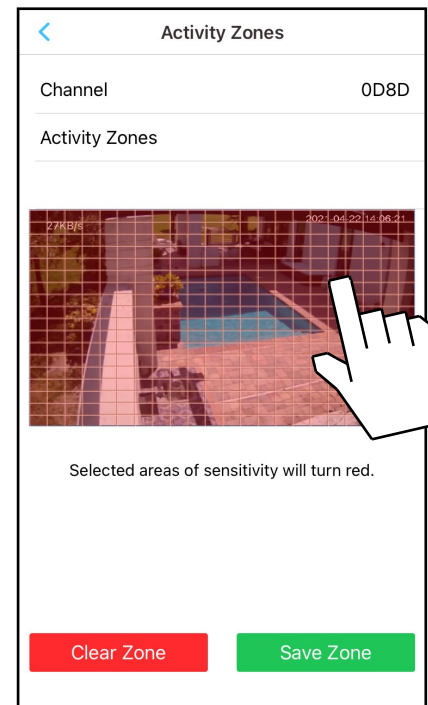 Activity Zones
Channel 0D8D
Activity Zones
27KB/s 2021-04-22 14:06:21
Selected areas of sensitivity will turn red.
Clear Zone Save Zone